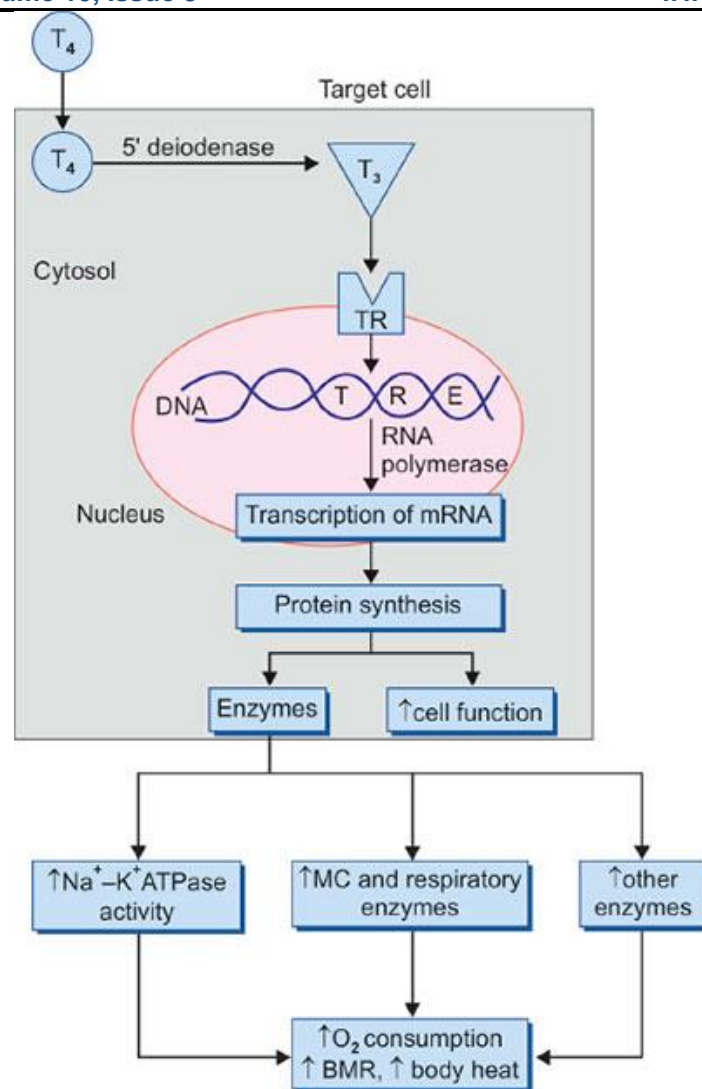 T₄
Target cell
T₄
5' deiodenase
T₃
Cytosol
TR
DNA
T R E
RNA
polymerase
Nucleus
Transcription of mRNA
Protein synthesis
Enzymes
↑cell function
↑Na⁺–K⁺ATPase
activity
↑MC and respiratory
enzymes
↑other
enzymes
↑O₂ consumption
↑ BMR, ↑ body heat